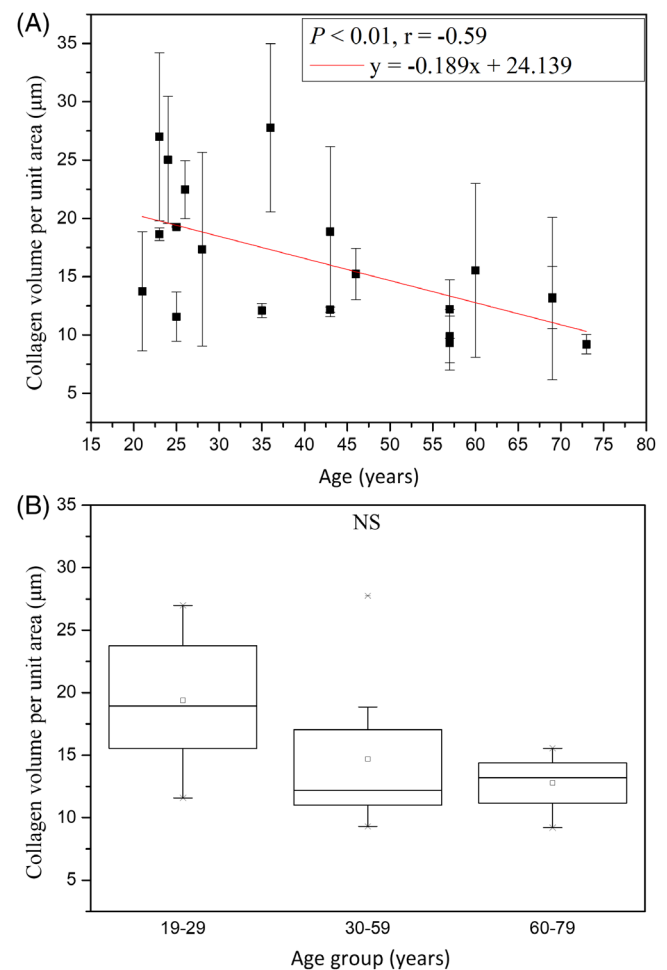 (A)
P < 0.01, r = -0.59
y = -0.189x + 24.139
Collagen volume per unit area (μm)
35
30
25
20
15
10
5
15 20 25 30 35 40 45 50 55 60 65 70 75 80
Age (years)
(B)
NS
Collagen volume per unit area (μm)
35
30
25
20
15
10
5
19-29 30-59 60-79
Age group (years)